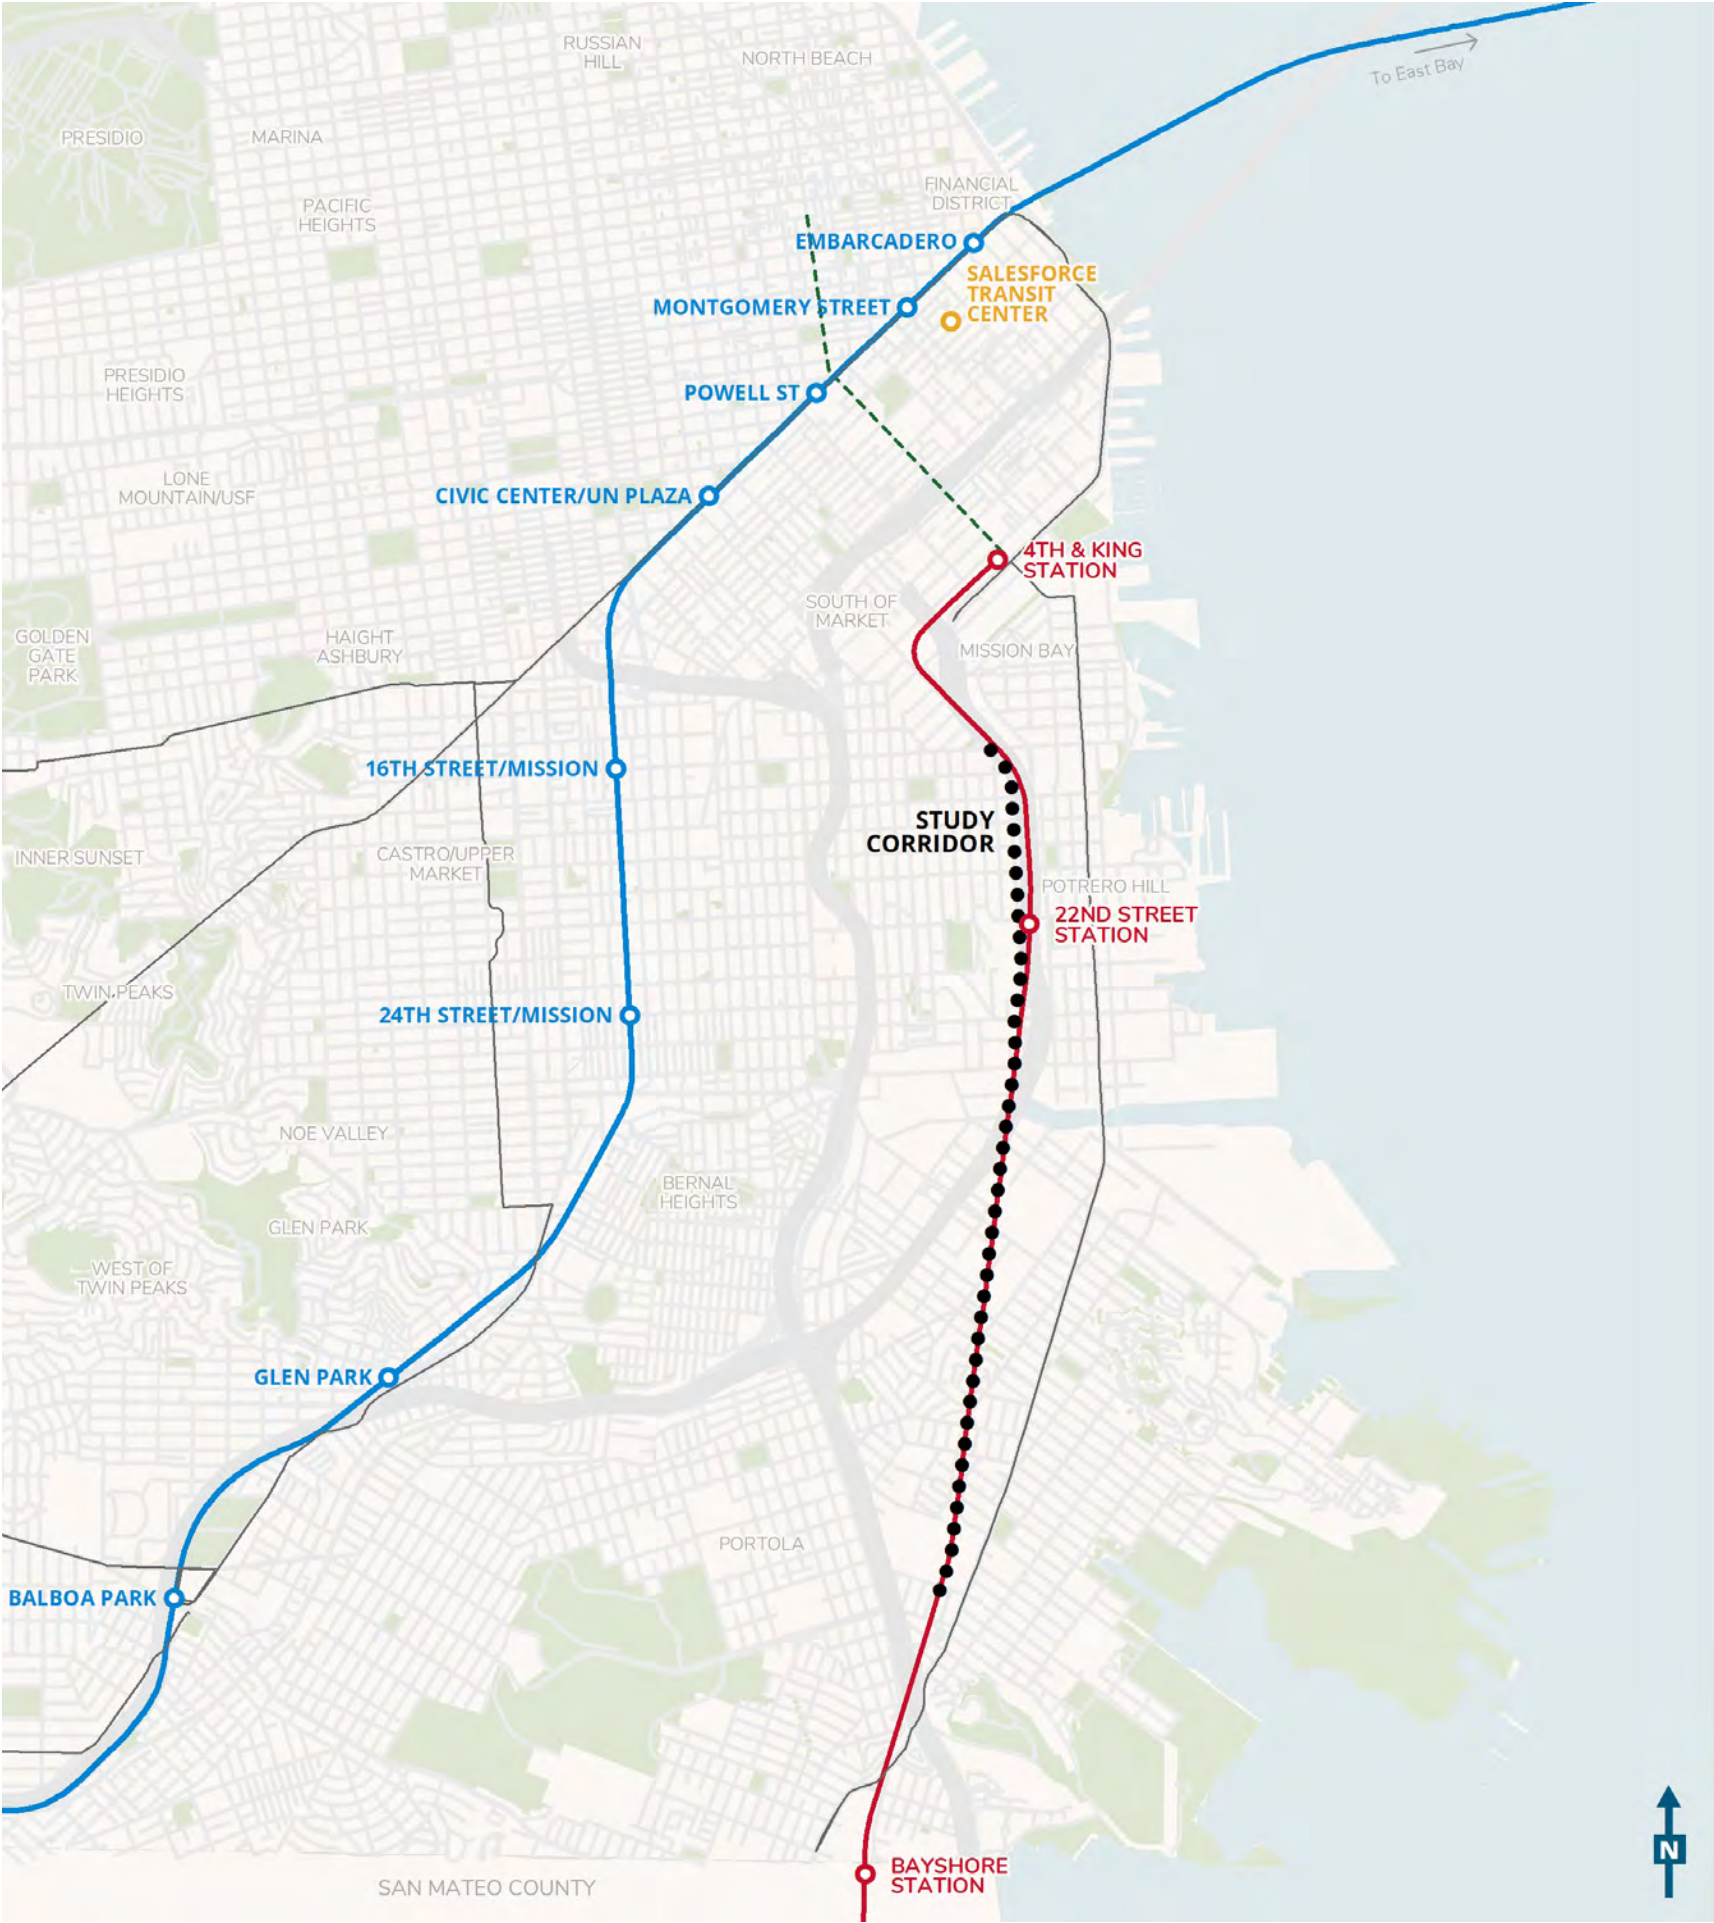 RUSSIAN
HILL
NORTH BEACH
To East Bay
PRESIDIO
MARINA
FINANCIAL
DISTRICT
PACIFIC
HEIGHTS
EMBARCADERO
SALESFORCE
TRANSIT
CENTER
MONTGOMERY STREET
PRESIDIO
HEIGHTS
POWELL ST
LONE
MOUNTAIN/USF
CIVIC CENTER/UN PLAZA
4TH & KING
STATION
SOUTH OF
MARKET
GOLDEN
GATE
PARK
HAIGHT
ASHBURY
MISSION BAY
16TH STREET/MISSION
STUDY
CORRIDOR
INNER SUNSET
CASTRO/UPPER
MARKET
POTRERO HILL
22ND STREET
STATION
TWIN PEAKS
24TH STREET/MISSION
NOE VALLEY
BERNAL
HEIGHTS
GLEN PARK
WEST OF
TWIN PEAKS
GLEN PARK
PORTOLA
BALBOA PARK
N
BAYSHORE
STATION
SAN MATEO COUNTY